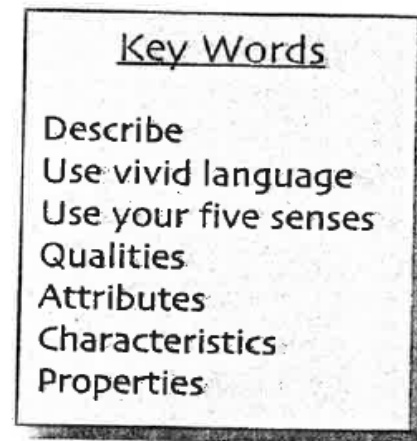 Key Words
Describe
Use vivid language
Use your five senses
Qualities
Attributes
Characteristics
Properties